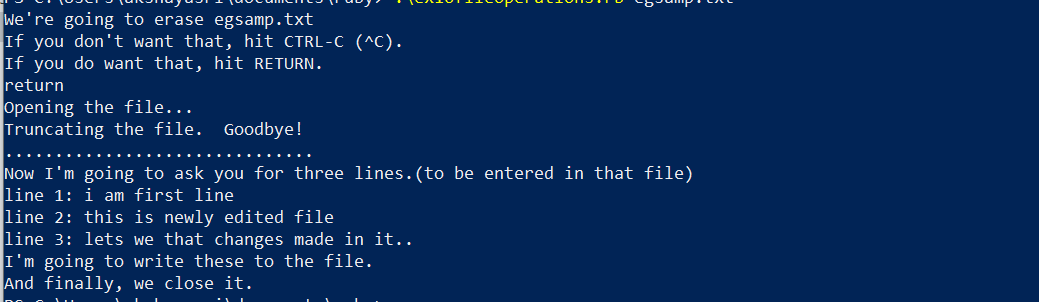 We're going to erase egsamp.txt
If you don't want that, hit CTRL-C (^C).
If you do want that, hit RETURN.
return
Opening the file...
Truncating the file.  Goodbye!
...............................
Now I'm going to ask you for three lines.(to be entered in that file)
line 1: i am first line
line 2: this is newly edited file
line 3: lets we that changes made in it..
I'm going to write these to the file.
And finally, we close it.